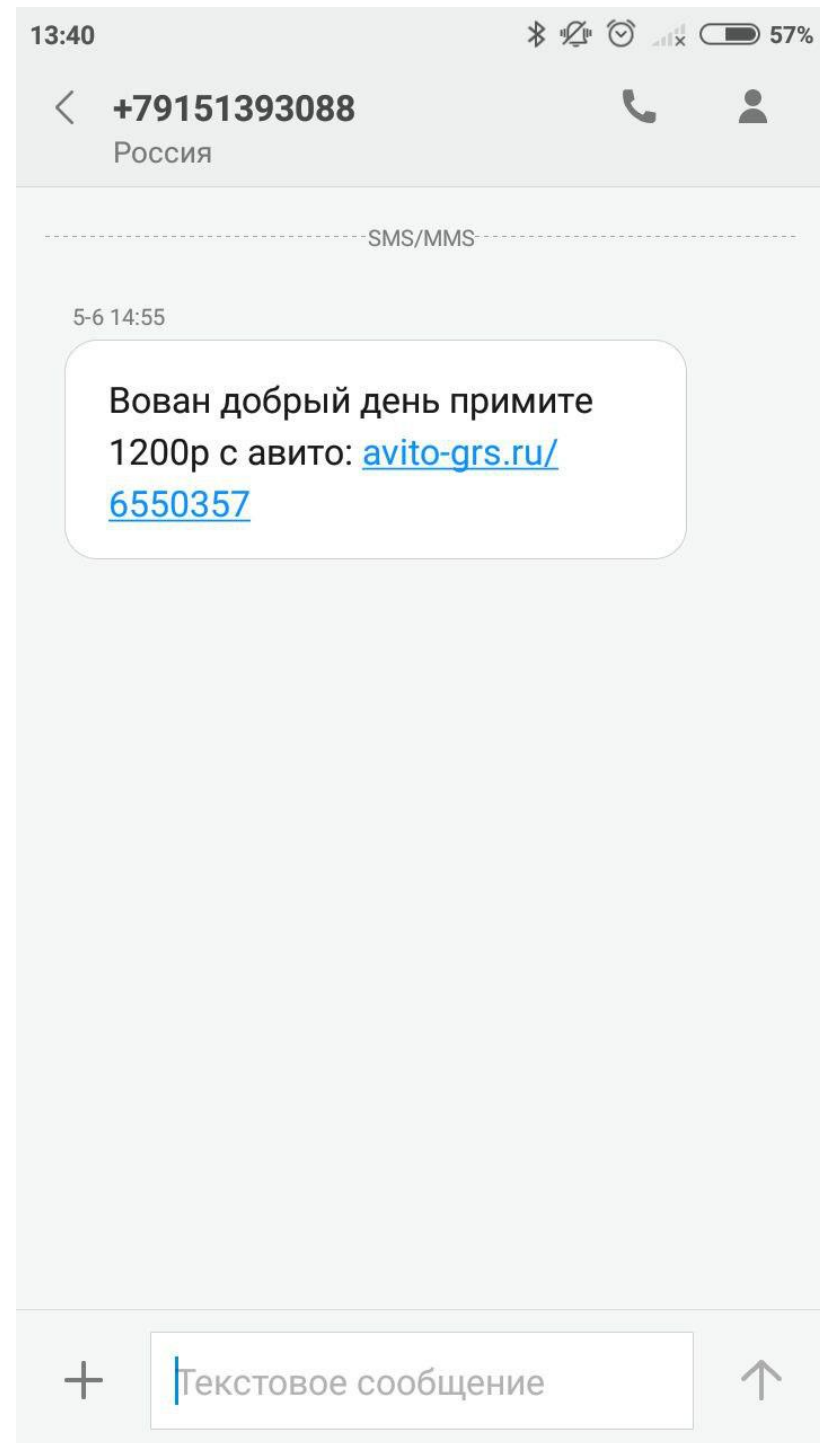 13:40 57%
+79151393088
Россия
SMS/MMS
5-6 14:55
Вован добрый день примите
1200р с авито: avito-grs.ru/
6550357
Текстовое сообщение